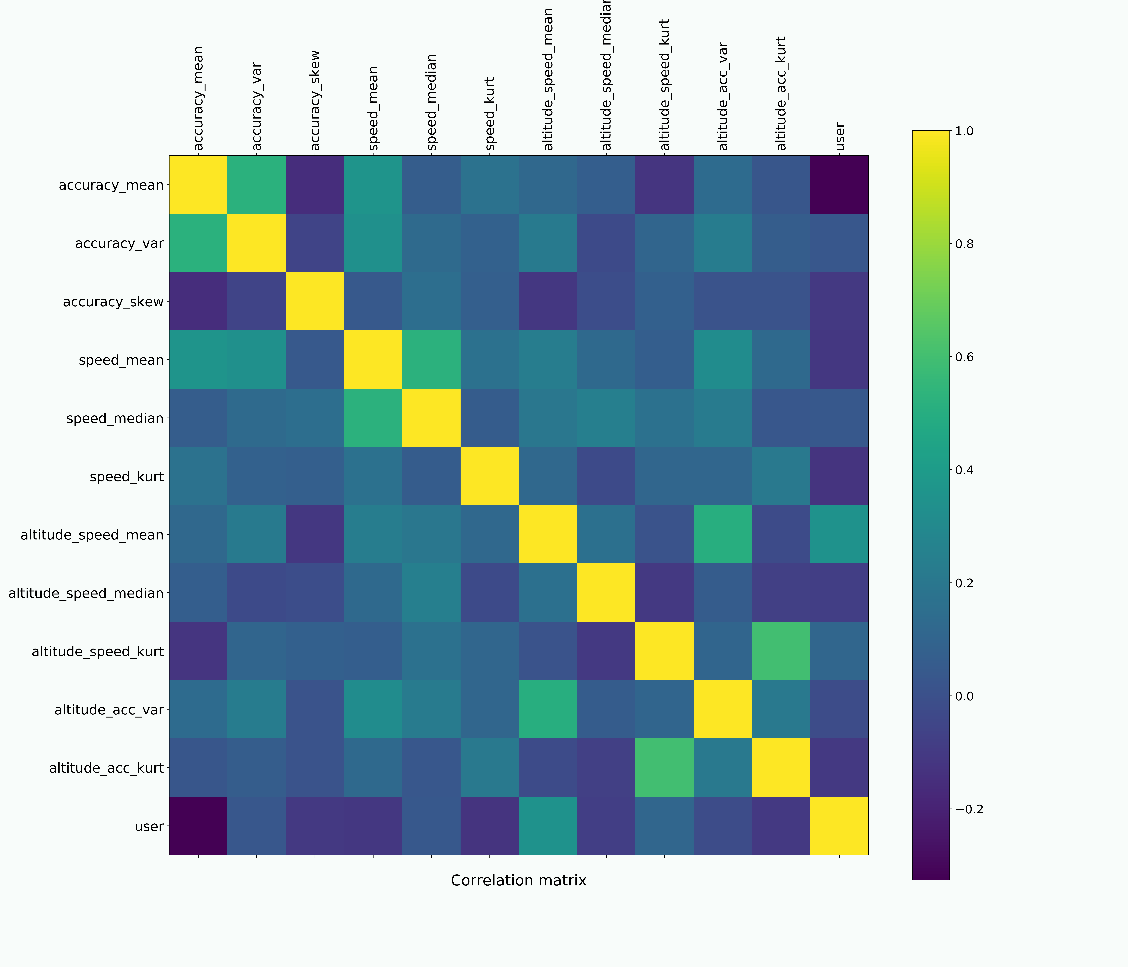 accuracy_mean
accuracy_var
accuracy_skew
speed_mean
speed_median
speed_kurt
altitude_speed_mean
altitude_speed_median
altitude_speed_kurt
altitude_acc_var
altitude_acc_kurt
user
accuracy_mean
accuracy_var
accuracy_skew
speed_mean
speed_median
speed_kurt
altitude_speed_mean
altitude_speed_median
altitude_speed_kurt
altitude_acc_var
altitude_acc_kurt
user
1.0
0.8
0.6
0.4
0.2
0.0
−0.2
Correlation matrix